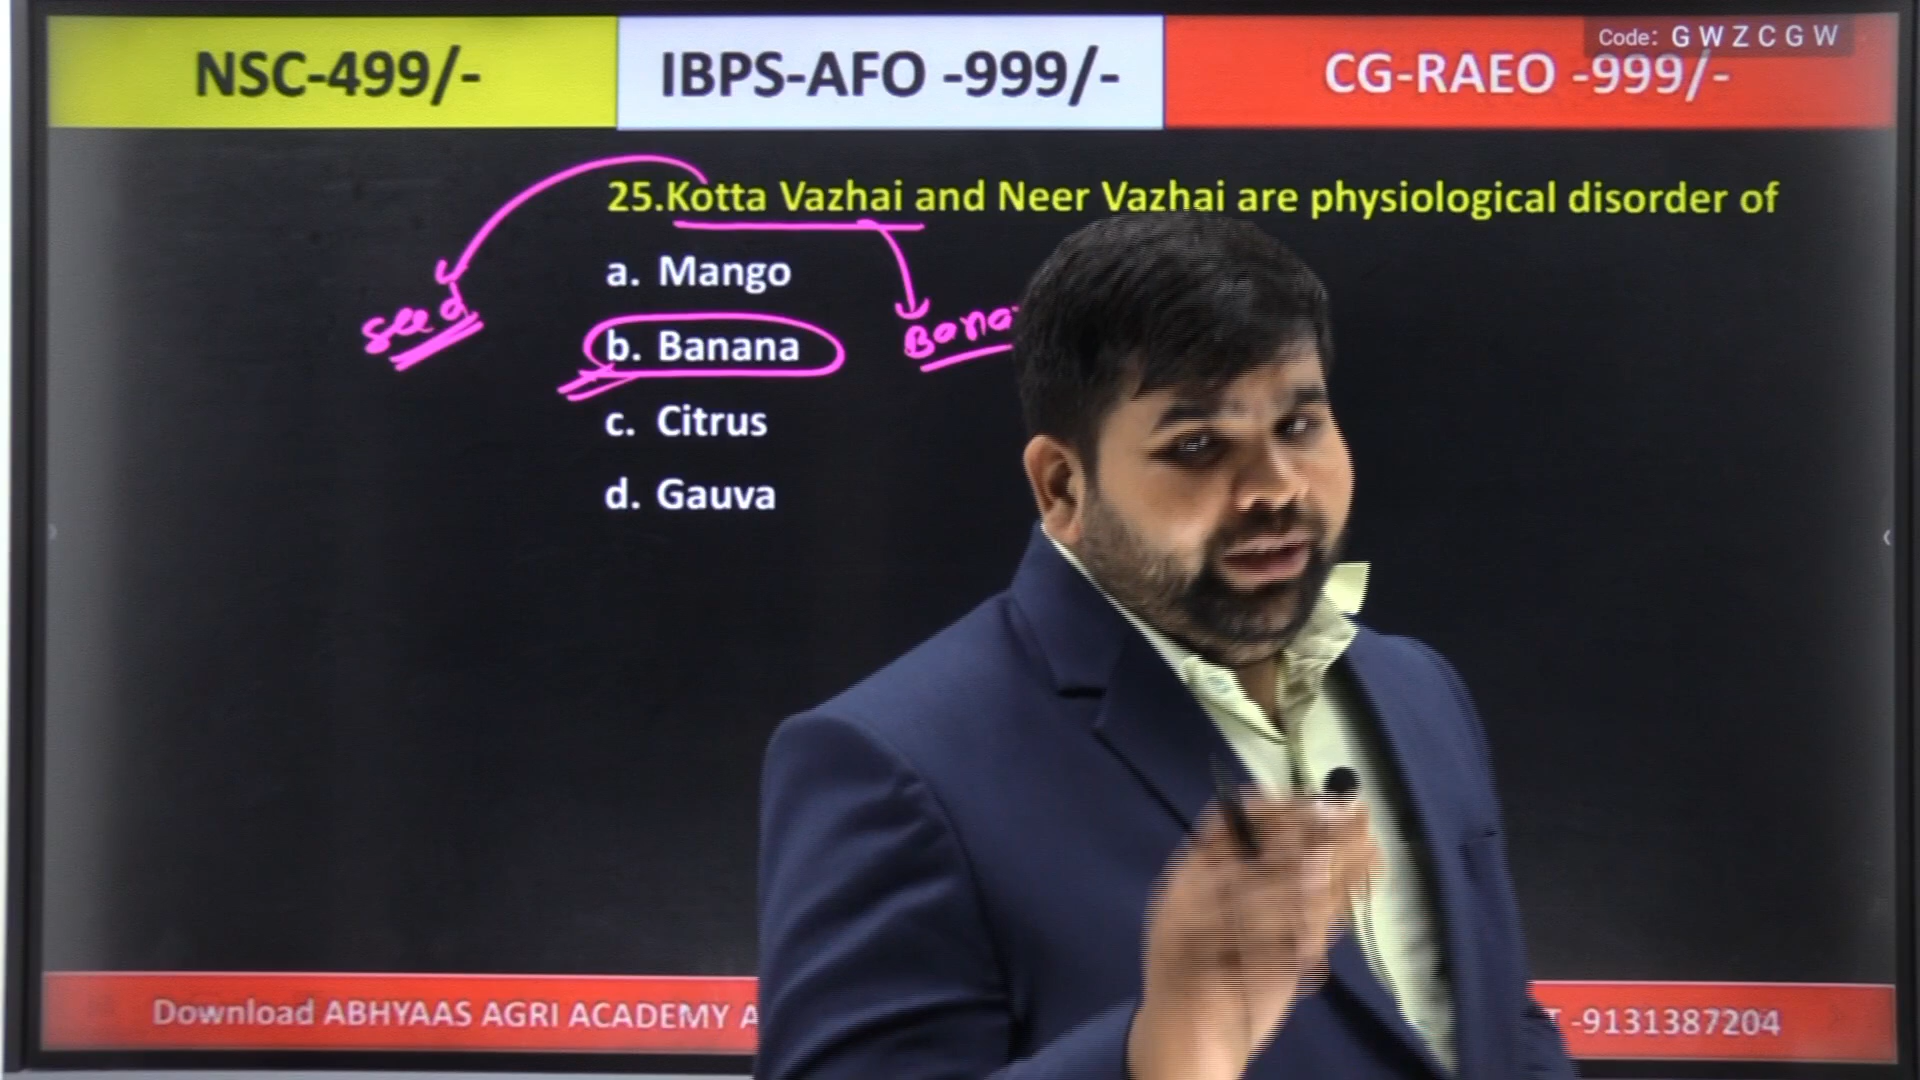 NSC-499/-
IBPS-AFO -999/-
CG-RAEO -999/-
Code: G W Z C G W
25.Kotta Vazhai and Neer Vazhai are physiological disorder of
a. Mango
seed
b. Banana
Bana
c. Citrus
d. Gauva
Download ABHYAAS AGRI ACADEMY A
-9131387204